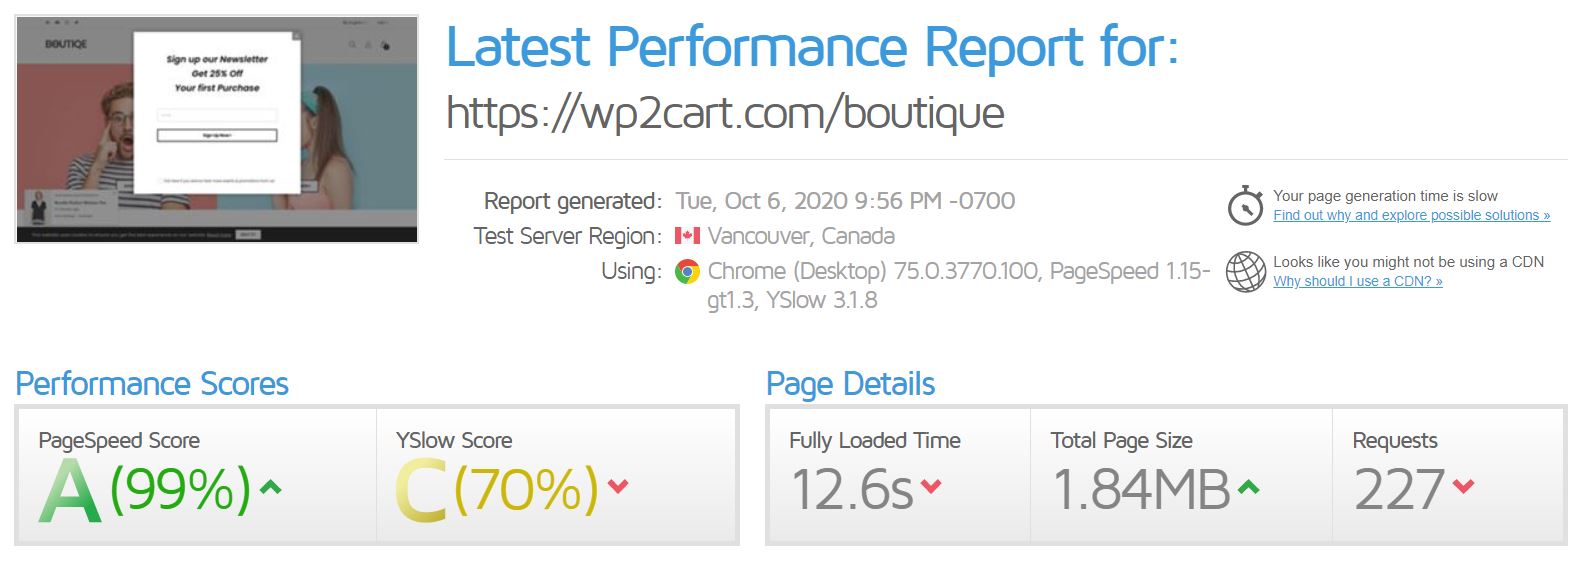 BOUTIQE
Sign up our Newsletter
Get 25% Off
Your first Purchase
Sign Up Now!
Latest Performance Report for:
https://wp2cart.com/boutique
Report generated: Tue, Oct 6, 2020 9:56 PM -0700
Test Server Region: Vancouver, Canada
Using: Chrome (Desktop) 75.0.3770.100, PageSpeed 1.15-
gt1.3, YSlow 3.1.8
Your page generation time is slow
Find out why and explore possible solutions »
Looks like you might not be using a CDN
Why should I use a CDN? »
Performance Scores
PageSpeed Score
A (99%)
YSlow Score
C (70%)
Page Details
Fully Loaded Time
12.6s
Total Page Size
1.84MB
Requests
227